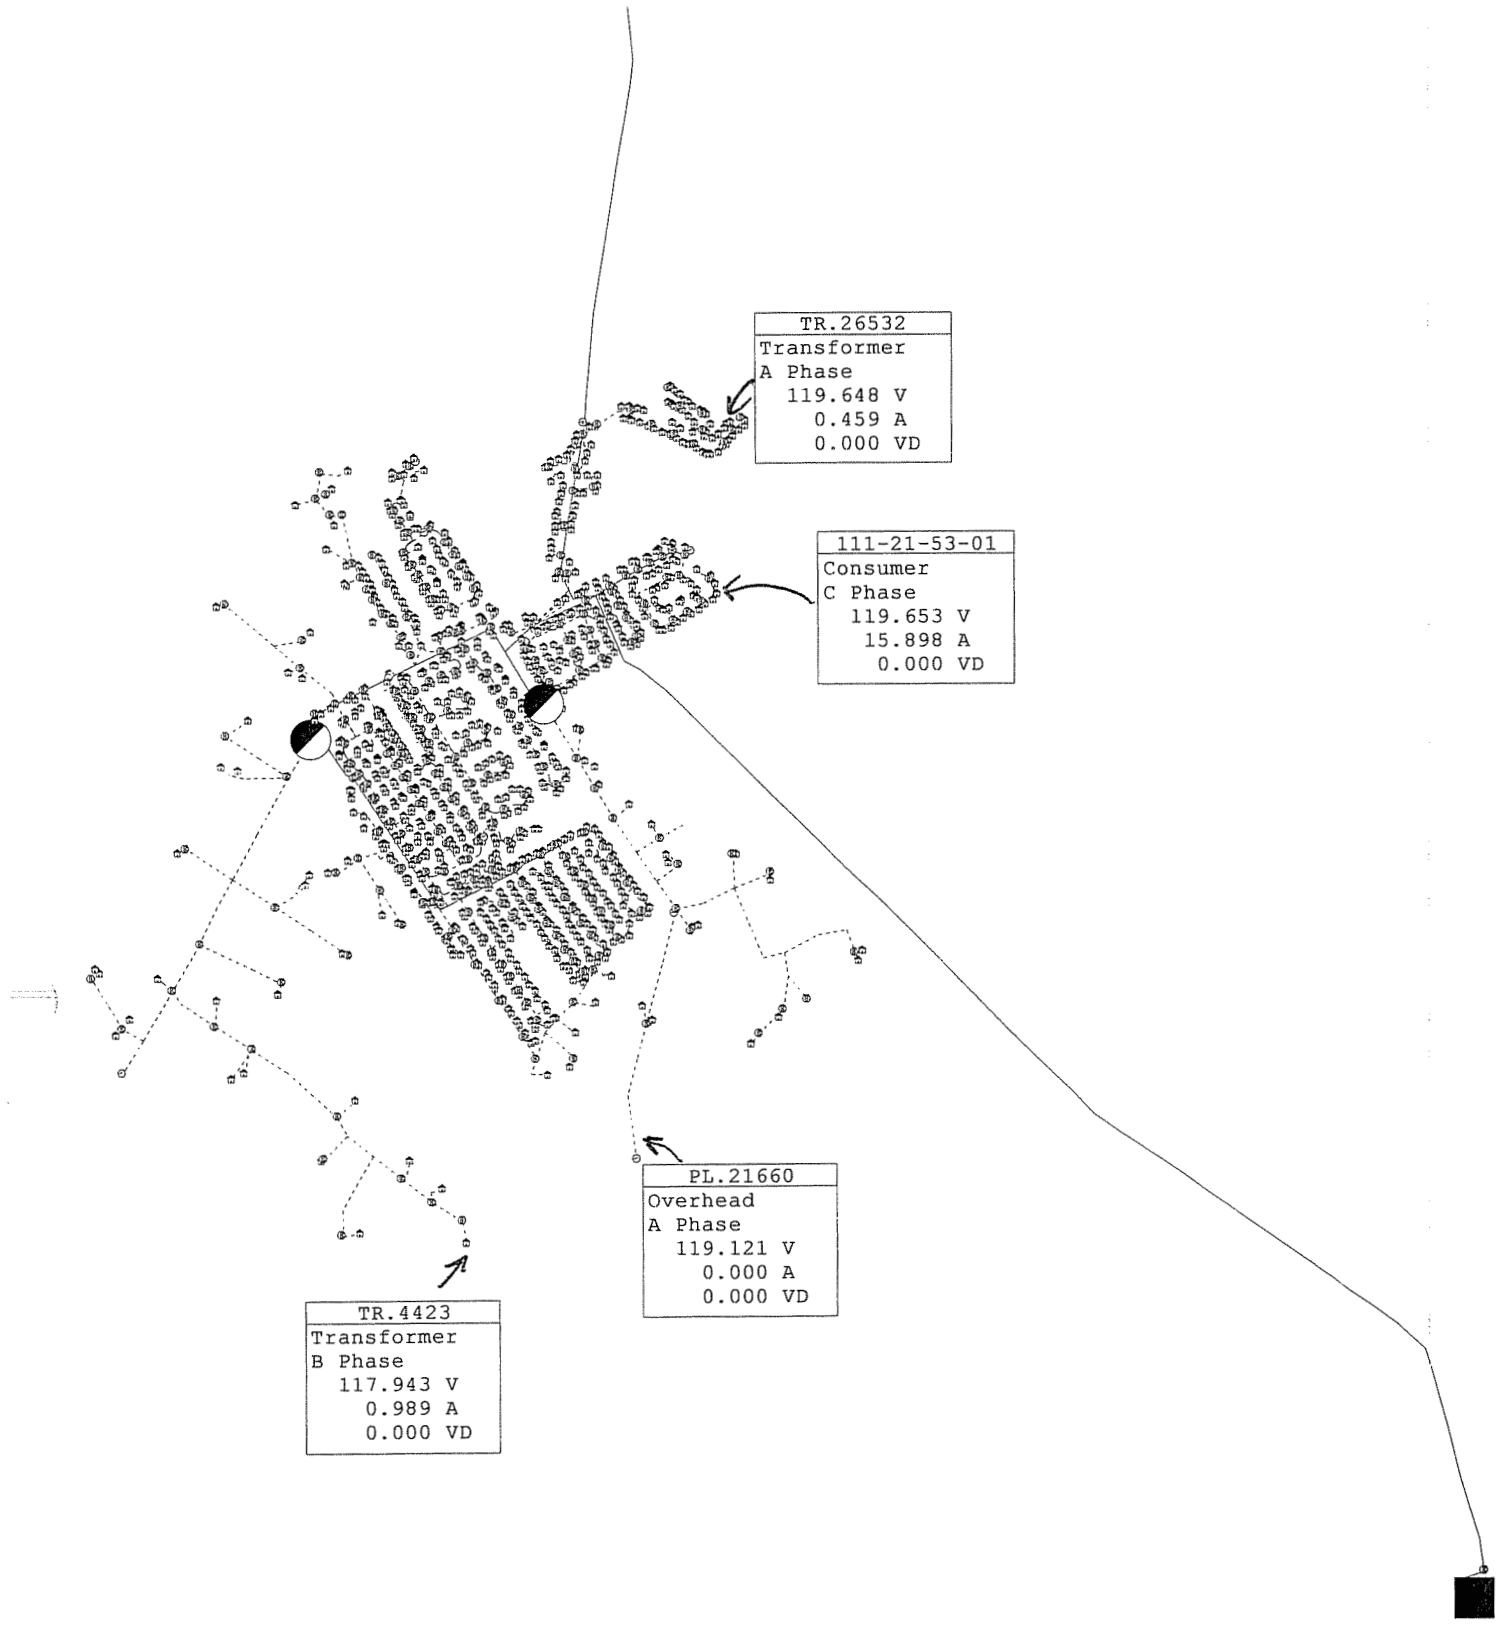 TR.26532
Transformer
A Phase
119.648 V
0.459 A
0.000 VD
111-21-53-01
Consumer
C Phase
119.653 V
15.898 A
0.000 VD
PL.21660
Overhead
A Phase
119.121 V
0.000 A
0.000 VD
TR.4423
Transformer
B Phase
117.943 V
0.989 A
0.000 VD